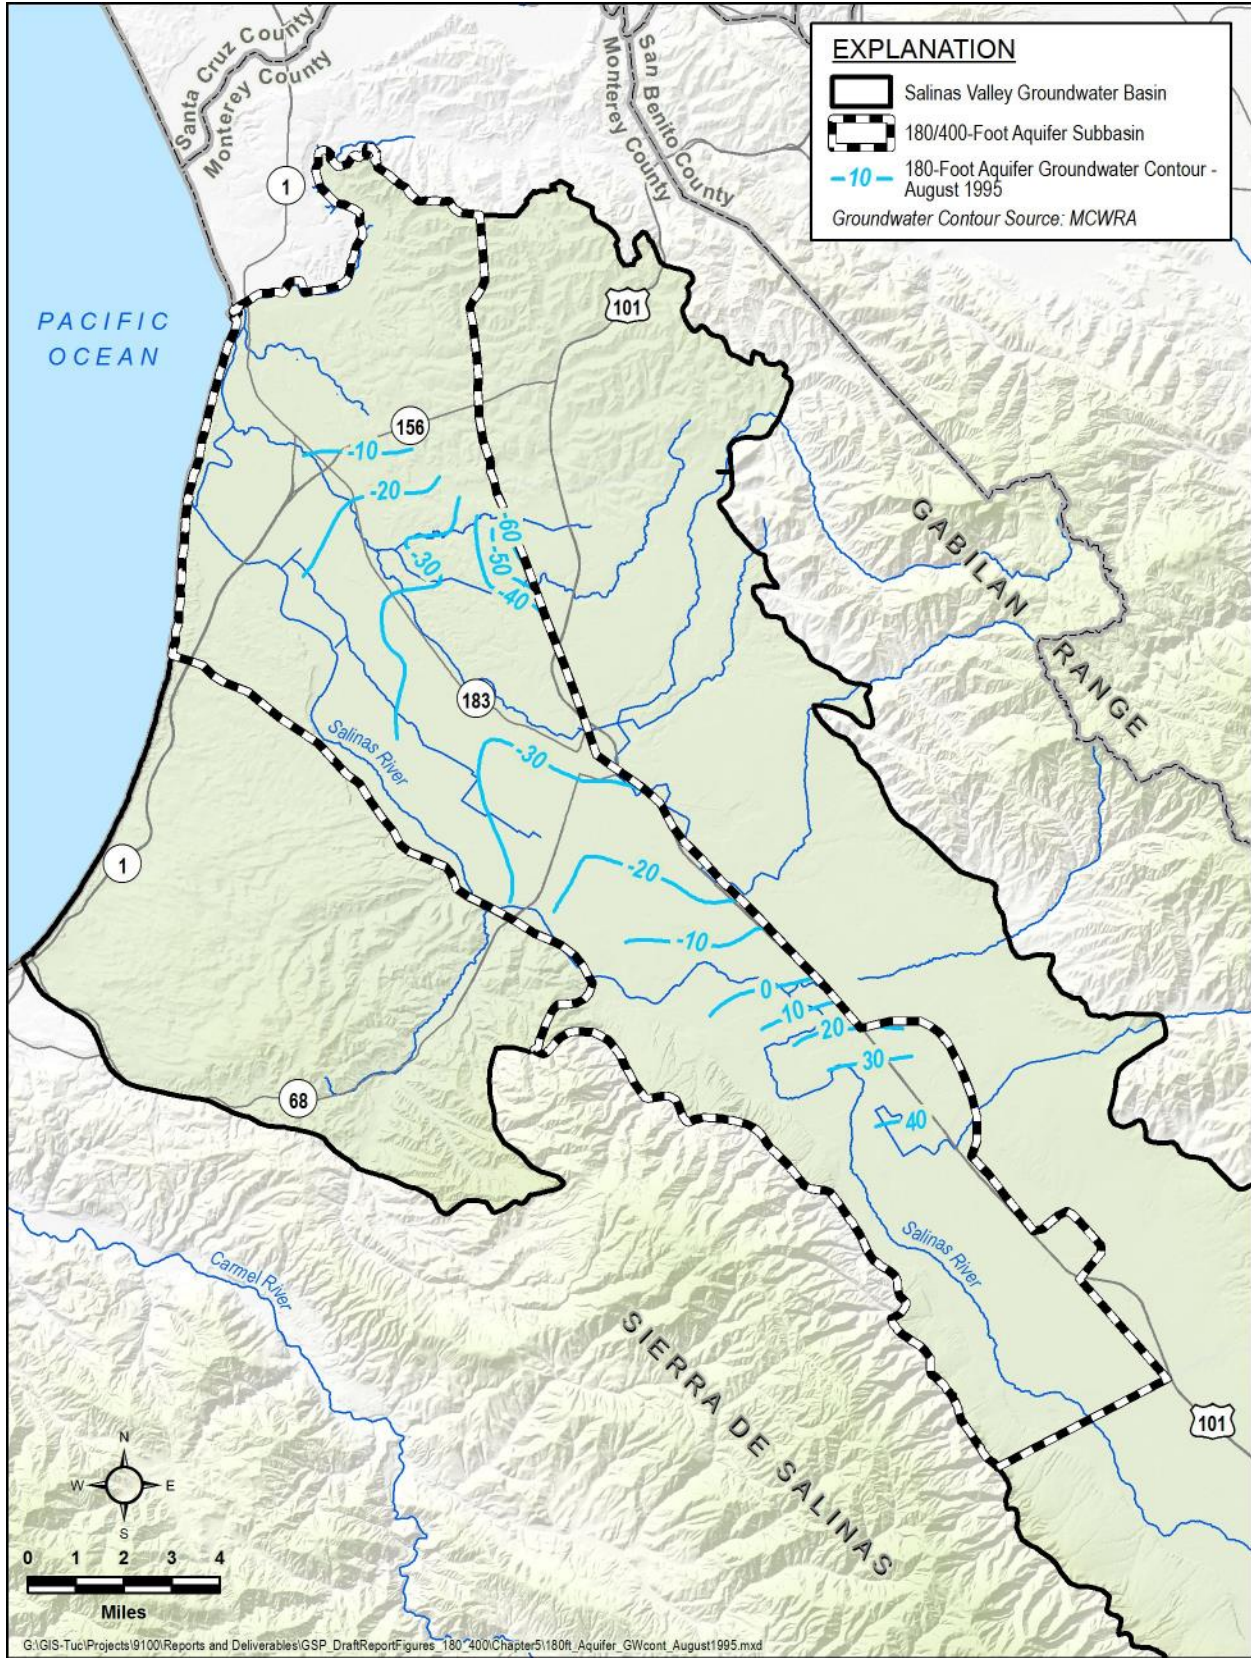 EXPLANATION
Salinas Valley Groundwater Basin
180/400-Foot Aquifer Subbasin
-10
180-Foot Aquifer Groundwater Contour -
August 1995
Groundwater Contour Source: MCWRA
Santa Cruz County
Monterey County
San Benito County
Monterey County
1
101
PACIFIC
OCEAN
156
-10
-20
-60
-50
-30
-40
GABILAN
RANGE
183
Salinas River
-30
1
-20
-10
0
10
20
30
68
40
Salinas River
Carmel River
SIERRA DE SALINAS
101
N
W
E
S
0 1 2 3 4
Miles
G:\GIS-Tuc\Projects\9100\Reports and Deliverables\GSP_DraftReportFigures_180_400\Chapter5\180ft_Aquifer_GWcont_August1995.mxd